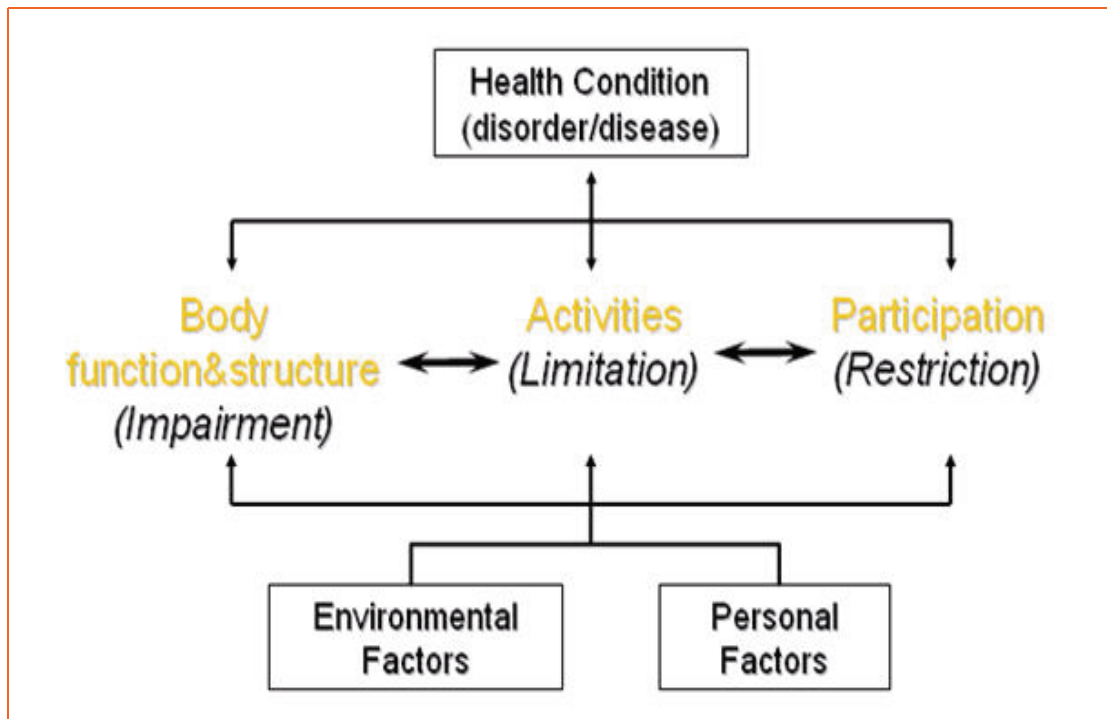 Health Condition
(disorder/disease)
Body
function&structure
(Impairment)
Activities
(Limitation)
Participation
(Restriction)
Environmental
Factors
Personal
Factors